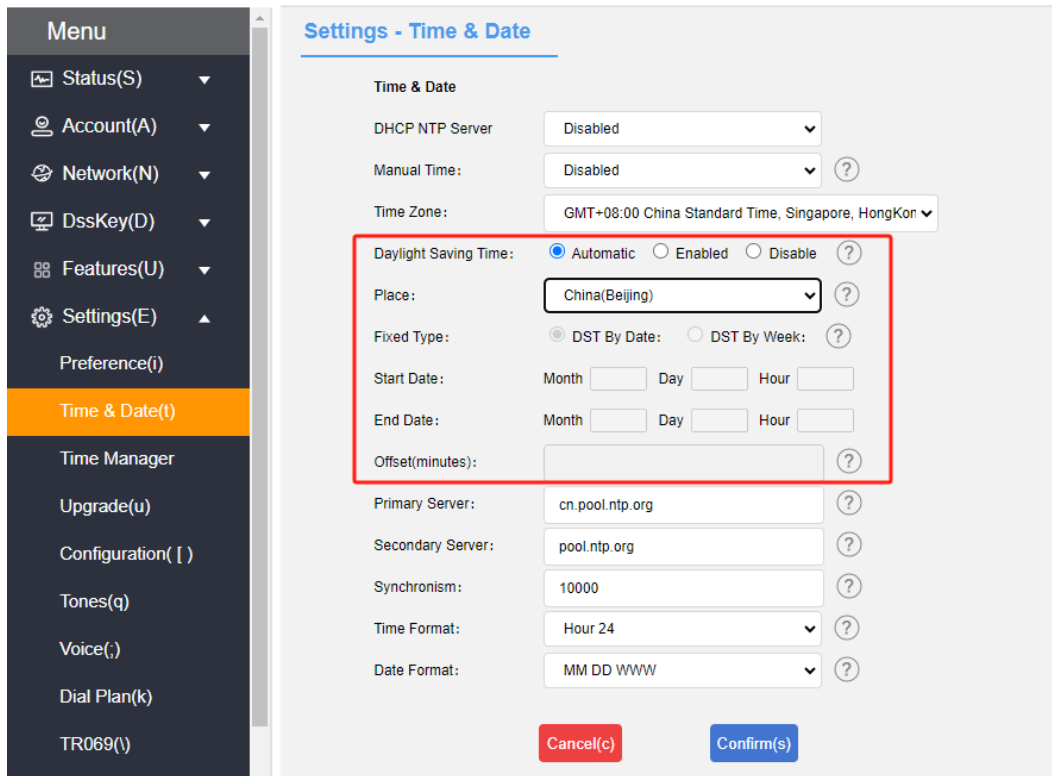 Menu
Status(S)
Account(A)
Network(N)
DssKey(D)
Features(U)
Settings(E)
Preference(i)
Time & Date(t)
Time Manager
Upgrade(u)
Configuration( [ )
Tones(q)
Voice(;)
Dial Plan(k)
TR069(\)
Settings - Time & Date
Time & Date
DHCP NTP Server Disabled
Manual Time: Disabled ?
Time Zone: GMT+08:00 China Standard Time, Singapore, HongKon
Daylight Saving Time: Automatic Enabled Disable ?
Place: China(Beijing) ?
Fixed Type: DST By Date: DST By Week: ?
Start Date: Month Day Hour
End Date: Month Day Hour
Offset(minutes): ?
Primary Server: cn.pool.ntp.org ?
Secondary Server: pool.ntp.org ?
Synchronism: 10000 ?
Time Format: Hour 24 ?
Date Format: MM DD WWW ?
Cancel(c) Confirm(s)